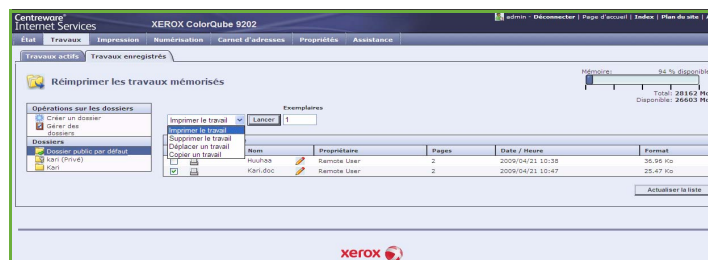 Centreware®
Internet Services
XEROX ColorQube 9202
admin - Déconnecter | Page d'accueil | Index | Plan du site |
État Travaux Impression Numérisation Carnet d'adresses Propriétés Assistance
Travaux actifs Travaux enregistrés
Réimprimer les travaux mémorisés
Mémoire: 94 % disponible
Total: 28162 Mo
Disponible: 26603 Mo
Opérations sur les dossiers
Créer un dossier
Gérer des
dossiers
Dossiers
Dossier public par défaut
kari (Privé)
Kari
Exemplaires
Imprimer le travail Lancer 1
Imprimer le travail
Supprimer le travail
Déplacer un travail
Copier un travail
Nom Propriétaire Pages Date / Heure Format
Huuhaa Remote User 2 2009/04/21 10:38 36.96 Ko
Kari.doc Remote User 2 2009/04/21 10:47 25.47 Ko
Actualiser la liste
xerox